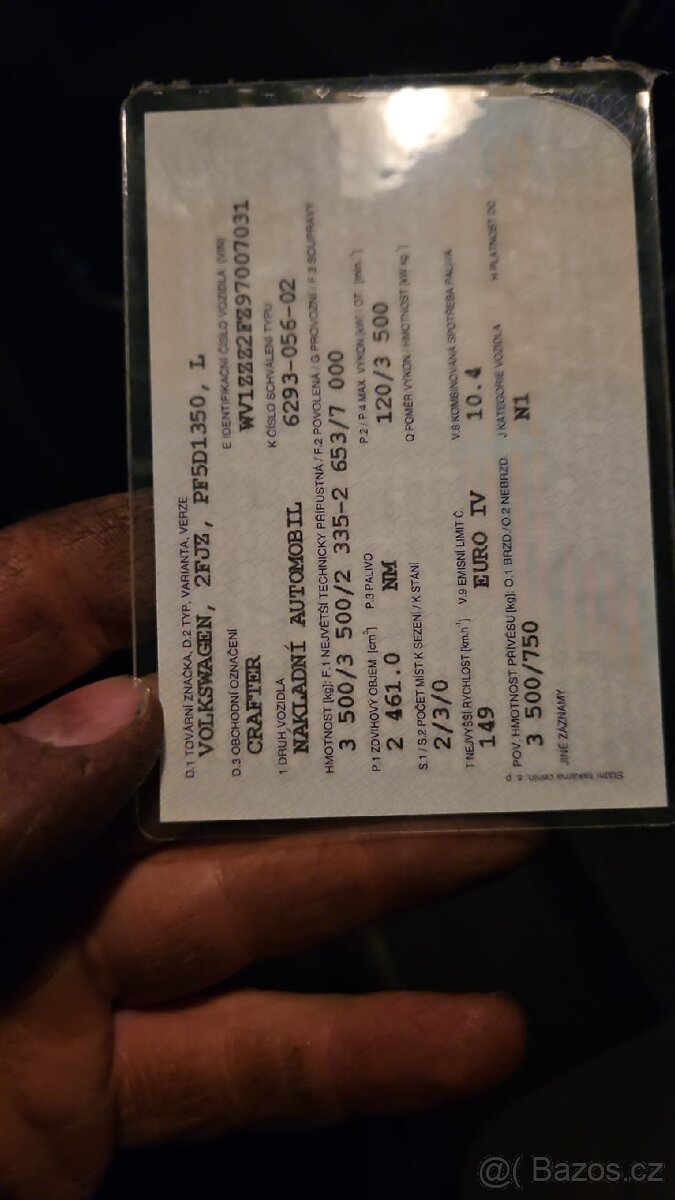 D.1 TOVÁRNÍ ZNAČKA, D.2 TYP, VARIANTA, VERZE
VOLKSWAGEN, 2FJZ, PF5D1350, L
D.3 OBCHODNÍ OZNAČENÍ E IDENTIFIKAČNÍ ČÍSLO VOZIDLA (VIN)
CRAFTER WV1ZZZ2FZ97007031
1 DRUH VOZIDLA K ČÍSLO SCHVÁLENÍ TYPU
NAKLADNÍ AUTOMOBIL 6293-056-02
HMOTNOST [kg]: F.1 NEJVĚTŠÍ TECHNICKY PŘÍPUSTNÁ / F.2 POVOLENÁ / G PROVOZNÍ / F.3 SOUPRAVY
3 500/3 500/2 335-2 653/7 000
P.1 ZDVIHOVÝ OBJEM [cm³] P.3 PALIVO P.2 / P.4 MAX. VÝKON [kW] / OT. [min.⁻¹]
2 461.0 NM 120/3 500
S.1 / S.2 POČET MÍST K SEZENÍ / K STÁNÍ Q POMĚR VÝKON / HMOTNOST [kW.kg⁻¹]
2/3/0
T NEJVYŠŠÍ RYCHLOST [km.h⁻¹] V.9 EMISNÍ LIMIT Č. V.8 KOMBINOVANÁ SPOTŘEBA PALIVA
149 EURO IV 10.4
POV. HMOTNOST PŘÍVĚSU [kg]: O.1 BRZD./O.2 NEBRZD. J KATEGORIE VOZIDLA H PLATNOST DO
3 500/750 N1
JINÉ ZÁZNAMY
Státní tiskárna cenin, s. p.
@( Bazos.cz